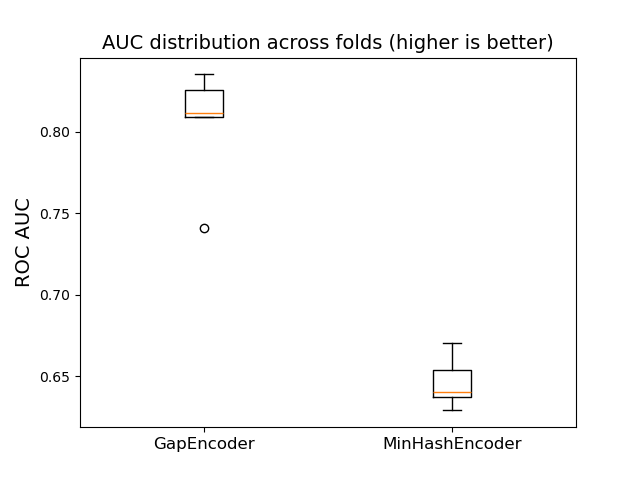 AUC distribution across folds (higher is better)
ROC AUC
0.80
0.75
0.70
0.65
GapEncoder
MinHashEncoder